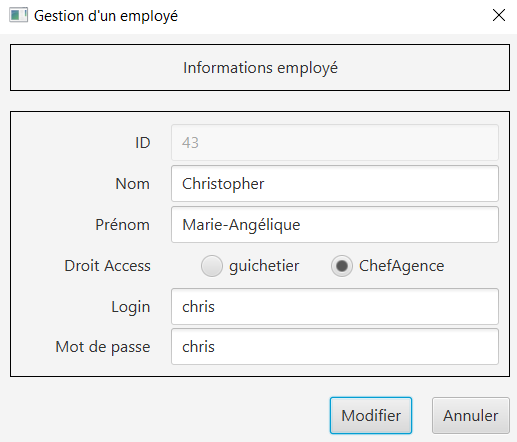 Gestion d'un employé
Informations employé
ID 43
Nom Christopher
Prénom Marie-Angélique
Droit Access guichetier ChefAgence
Login chris
Mot de passe chris
Modifier Annuler